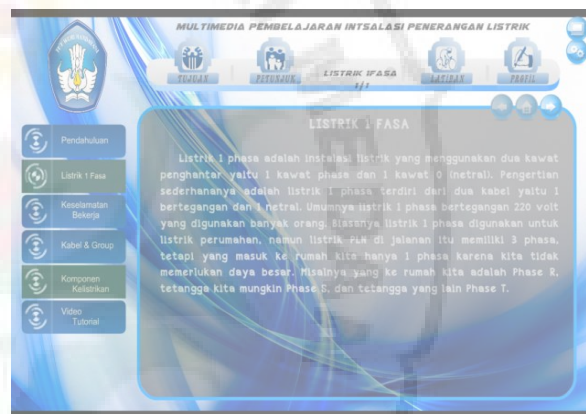 MULTIMEDIA PEMBELAJARAN INTSALASI PENERANGAN LISTRIK
TUJUAN
PETUNJUK
LISTRIK 1FASA
1/1
LATIHAN
PROFIL
Pendahuluan
Listrik 1 Fasa
Keselamatan
Bekerja
Kabel & Group
Komponen
Kelistrikan
Video
Tutorial
LISTRIK 1 FASA
Listrik 1 phasa adalah instalasi listrik yang menggunakan dua kawat
penghantar yaitu 1 kawat phasa dan 1 kawat 0 (netral). Pengertian
sederhananya adalah listrik 1 phasa terdiri dari dua kabel yaitu 1
bertegangan dan 1 netral. Umumnya listrik 1 phasa bertegangan 220 volt
yang digunakan banyak orang. Biasanya listrik 1 phasa digunakan untuk
listrik perumahan, namun listrik PLN di jalanan itu memiliki 3 phasa,
tetapi yang masuk ke rumah kita hanya 1 phasa karena kita tidak
memerlukan daya besar. Misalnya yang ke rumah kita adalah Phase R,
tetangga kita mungkin Phase S, dan tetangga yang lain Phase T.